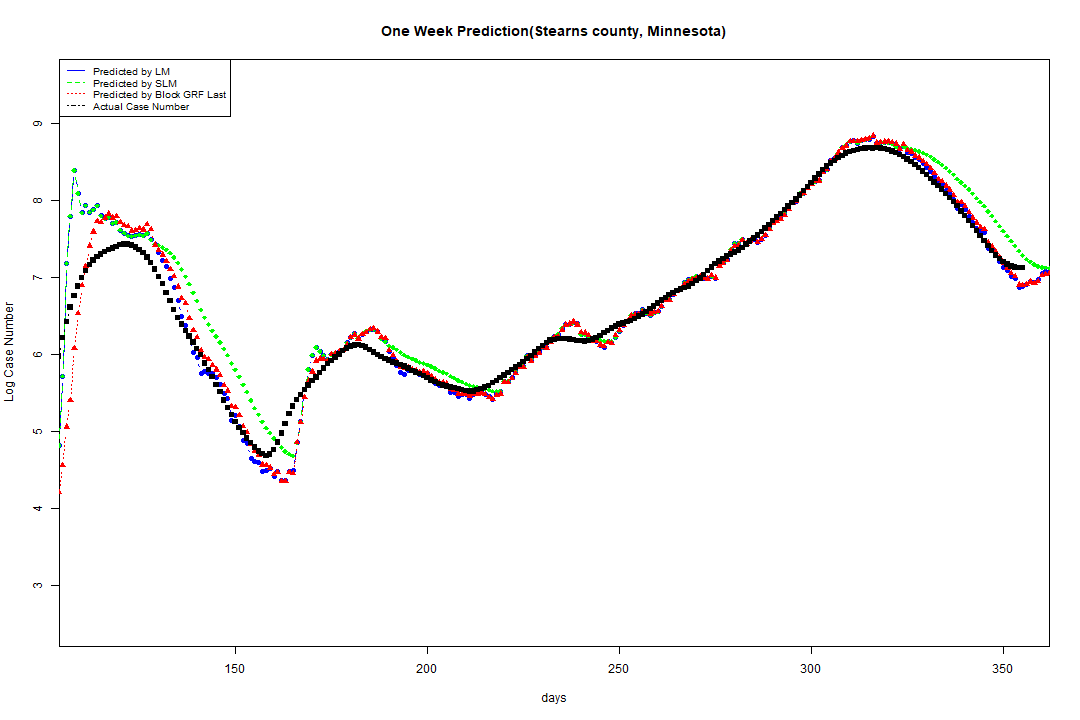 One Week Prediction(Stearns county, Minnesota)
Predicted by LM
Predicted by SLM
Predicted by Block GRF Last
Actual Case Number
9
8
7
6
5
4
3
Log Case Number
150 200 250 300 350
days